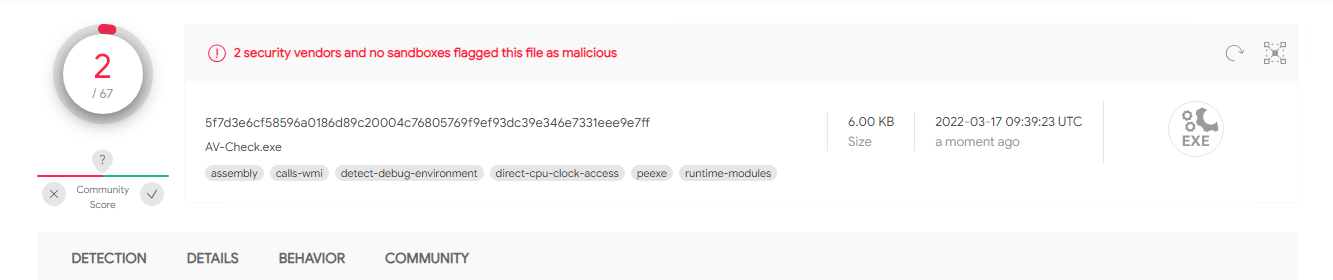 2
/ 67
2 security vendors and no sandboxes flagged this file as malicious
5f7d3e6cf58596a0186d89c20004c76805769f9ef93dc39e346e7331eee9e7ff
AV-Check.exe
assembly calls-wmi detect-debug-environment direct-cpu-clock-access peexe runtime-modules
6.00 KB
Size
2022-03-17 09:39:23 UTC
a moment ago
EXE
?
Community
Score
DETECTION DETAILS BEHAVIOR COMMUNITY